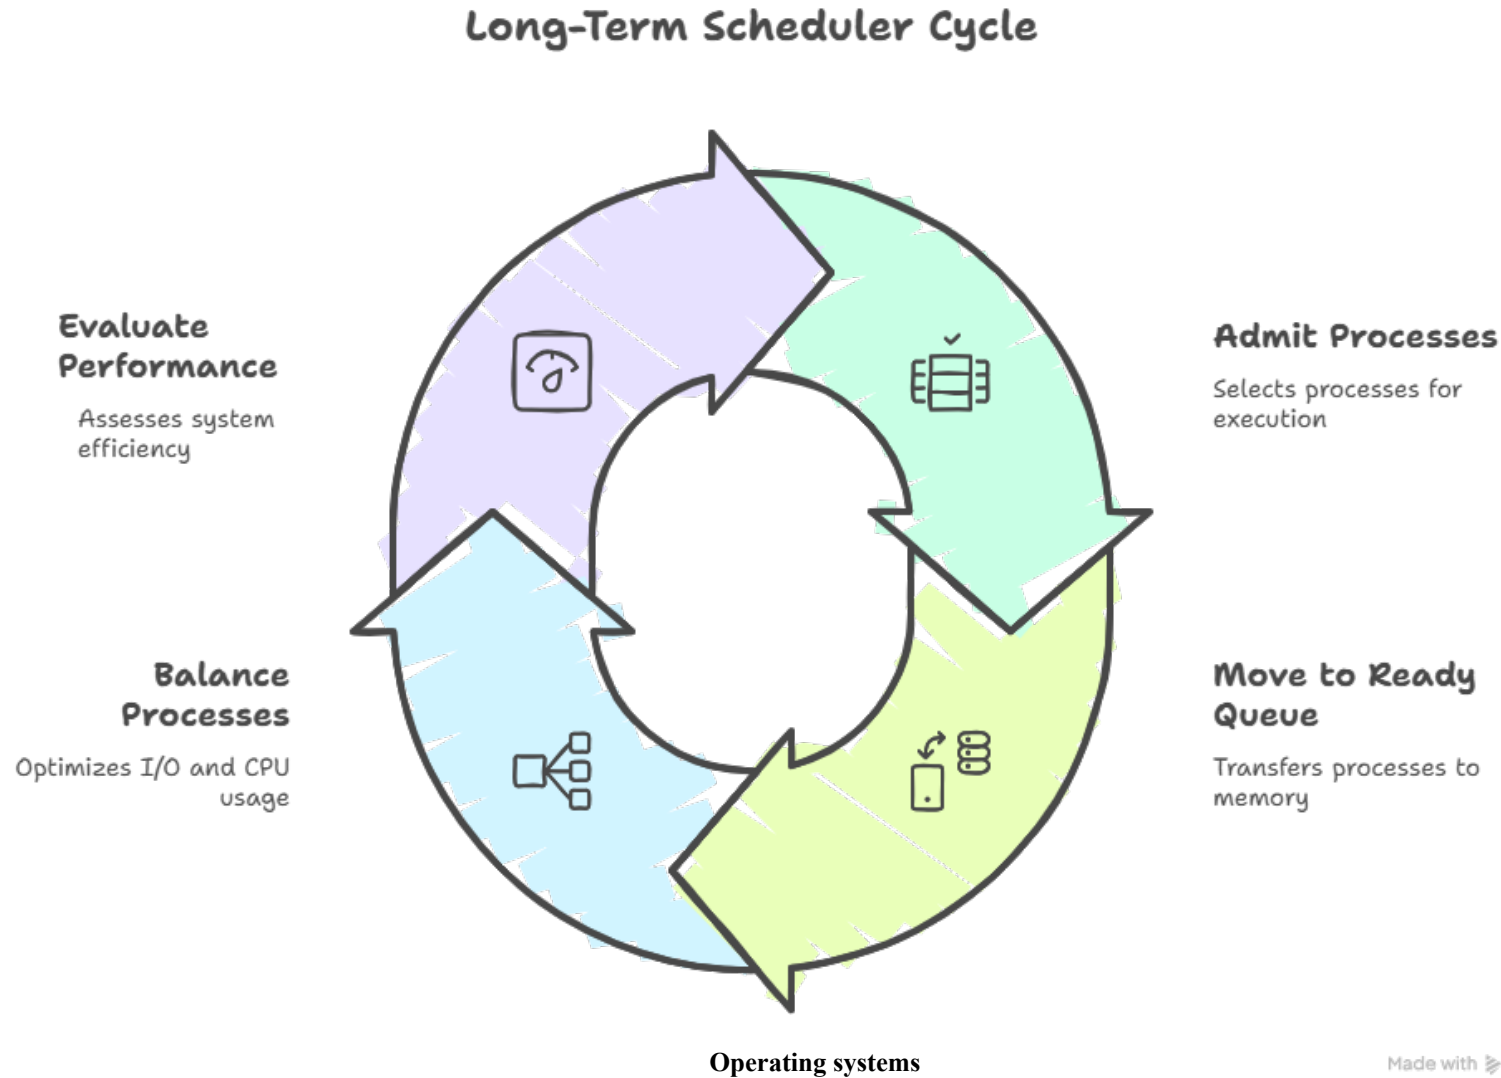 Long-Term Scheduler Cycle
Evaluate
Performance
Assesses system
efficiency
Admit Processes
Selects processes for
execution
Balance
Processes
Optimizes I/O and CPU
usage
Move to Ready
Queue
Transfers processes to
memory
Operating systems
Made with